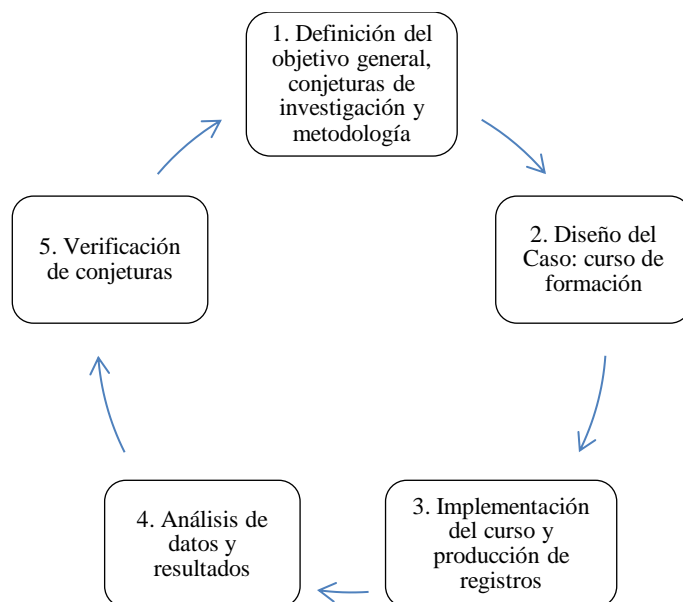 1. Definición del
objetivo general,
conjeturas de
investigación y
metodología
2. Diseño del
Caso: curso de
formación
3. Implementación
del curso y
producción de
registros
4. Análisis de
datos y
resultados
5. Verificación
de conjeturas